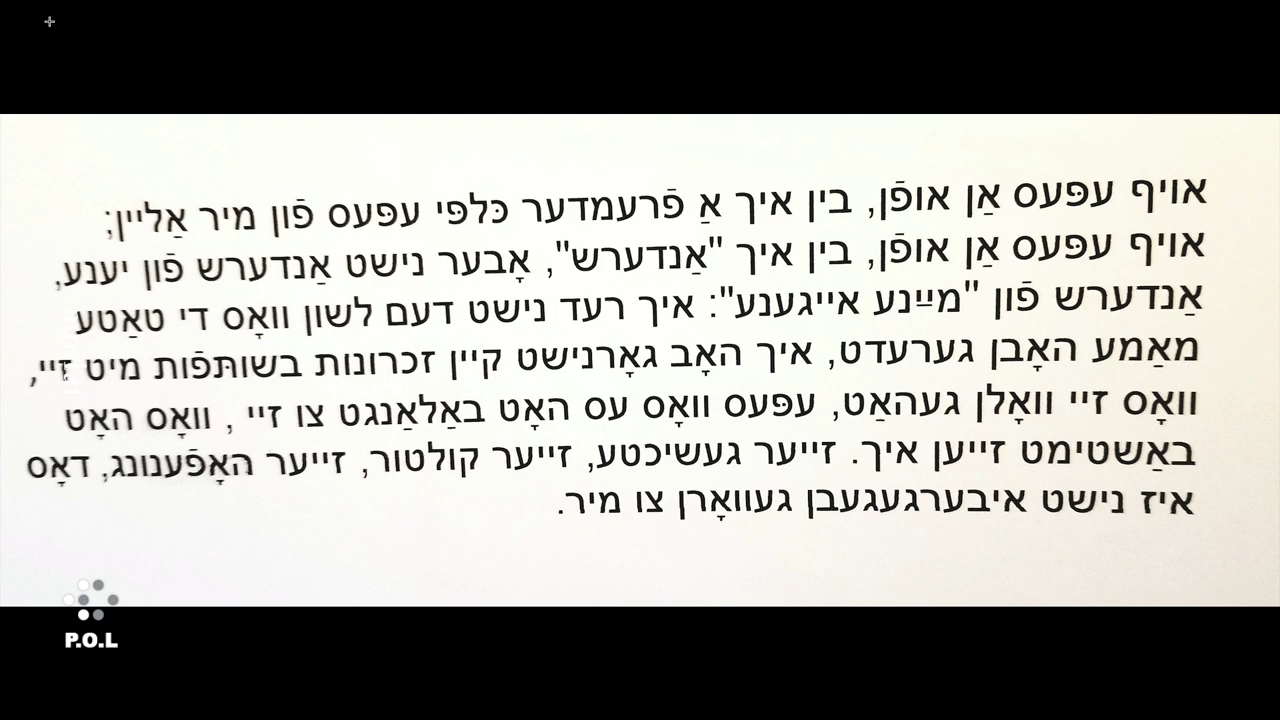 אויף עפּעס אַן אופֿן, בין איך אַ פֿרעמדער כּלפּי עפּעס פֿון מיר אַליין;
אויף עפּעס אַן אופֿן, בין איך "אַנדערש", אָבער נישט אַנדערש פֿון יענע,
אַנדערש פֿון "מײַנע אייגענע": איך רעד נישט דעם לשון וואָס די טאַטע
מאַמע האָבן גערעדט, איך האָב גאָרנישט קיין זכרונות בשותּפֿות מיט זיי,
וואָס זיי וואָלן געהאַט, עפּעס וואָס עס האָט באַלאַנגט צו זיי , וואָס האָט
באַשטימט זייען איך. זייער געשיכטע, זייער קולטור, זייער האָפֿענונג, דאָס
איז נישט איבערגעגעבן געוואָרן צו מיר.
P.O.L